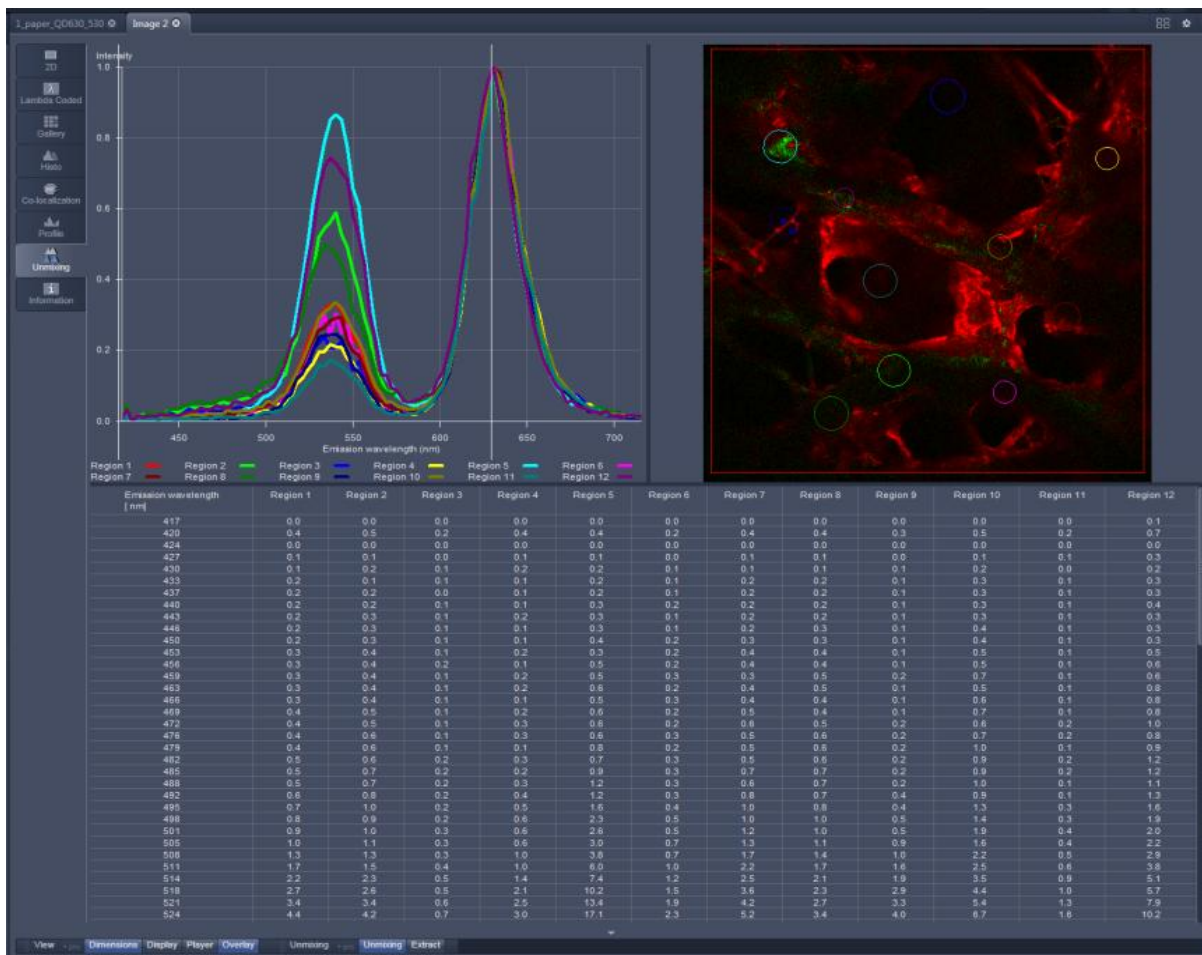 1_paper_QD630_530 Image 2
2D
Lambda Coded
Gallery
Histo
Co-localization
Profile
Unmixing
Information
Intensity
1.0
0.8
0.6
0.4
0.2
0.0
450 500 550 600 650 700
Emission wavelength (nm)
Region 1 Region 2 Region 3 Region 4 Region 5 Region 6
Region 7 Region 8 Region 9 Region 10 Region 11 Region 12
Emission wavelength [ nm] Region 1 Region 2 Region 3 Region 4 Region 5 Region 6 Region 7 Region 8 Region 9 Region 10 Region 11 Region 12
417 0.0 0.0 0.0 0.0 0.0 0.0 0.0 0.0 0.0 0.0 0.0 0.1
420 0.4 0.5 0.2 0.4 0.4 0.2 0.4 0.4 0.3 0.5 0.2 0.7
424 0.0 0.0 0.0 0.0 0.0 0.0 0.0 0.0 0.0 0.0 0.0 0.0
427 0.1 0.1 0.0 0.1 0.1 0.0 0.1 0.1 0.0 0.1 0.1 0.3
430 0.1 0.2 0.1 0.2 0.2 0.1 0.1 0.1 0.1 0.2 0.0 0.2
433 0.2 0.1 0.1 0.1 0.2 0.1 0.2 0.2 0.1 0.3 0.1 0.3
437 0.2 0.2 0.0 0.1 0.2 0.1 0.2 0.2 0.1 0.3 0.1 0.3
440 0.2 0.2 0.1 0.1 0.3 0.2 0.2 0.2 0.1 0.3 0.1 0.4
443 0.2 0.3 0.1 0.2 0.3 0.1 0.2 0.2 0.1 0.3 0.1 0.3
446 0.2 0.3 0.1 0.1 0.3 0.1 0.2 0.3 0.1 0.4 0.1 0.3
450 0.2 0.3 0.1 0.1 0.4 0.2 0.3 0.3 0.1 0.4 0.1 0.3
453 0.3 0.4 0.1 0.2 0.3 0.2 0.4 0.4 0.1 0.5 0.1 0.5
456 0.3 0.4 0.2 0.1 0.5 0.2 0.4 0.4 0.1 0.5 0.1 0.6
459 0.3 0.4 0.1 0.2 0.5 0.3 0.3 0.5 0.2 0.7 0.1 0.6
463 0.3 0.4 0.1 0.2 0.6 0.2 0.4 0.5 0.1 0.5 0.1 0.8
466 0.3 0.4 0.1 0.1 0.5 0.3 0.4 0.4 0.1 0.6 0.1 0.8
469 0.4 0.5 0.1 0.2 0.6 0.2 0.5 0.4 0.1 0.7 0.1 0.8
472 0.4 0.5 0.1 0.3 0.6 0.2 0.6 0.5 0.2 0.6 0.2 1.0
476 0.4 0.6 0.1 0.3 0.6 0.3 0.5 0.6 0.2 0.7 0.2 0.8
479 0.4 0.6 0.1 0.1 0.8 0.2 0.5 0.6 0.2 1.0 0.1 0.9
482 0.5 0.6 0.2 0.3 0.7 0.3 0.5 0.6 0.2 0.9 0.2 1.2
485 0.5 0.7 0.2 0.2 0.9 0.3 0.7 0.7 0.2 0.9 0.2 1.2
488 0.5 0.7 0.2 0.3 1.2 0.3 0.6 0.7 0.2 1.0 0.1 1.1
492 0.6 0.8 0.2 0.4 1.2 0.3 0.8 0.7 0.4 0.9 0.1 1.3
495 0.7 1.0 0.2 0.5 1.6 0.4 1.0 0.8 0.4 1.3 0.3 1.6
498 0.8 0.9 0.2 0.6 2.3 0.5 1.0 1.0 0.5 1.4 0.3 1.9
501 0.9 1.0 0.3 0.6 2.6 0.5 1.2 1.0 0.5 1.9 0.4 2.0
505 1.0 1.1 0.3 0.6 3.0 0.7 1.3 1.1 0.9 1.6 0.4 2.2
508 1.3 1.3 0.3 1.0 3.8 0.7 1.7 1.4 1.0 2.2 0.5 2.9
511 1.7 1.5 0.4 1.0 6.0 1.0 2.2 1.7 1.6 2.5 0.6 3.8
514 2.2 2.3 0.5 1.4 7.4 1.2 2.5 2.1 1.9 3.5 0.9 5.1
518 2.7 2.6 0.5 2.1 10.2 1.5 3.6 2.3 2.9 4.4 1.0 5.7
521 3.4 3.4 0.6 2.5 13.4 1.9 4.2 2.7 3.3 5.4 1.3 7.9
524 4.4 4.2 0.7 3.0 17.1 2.3 5.2 3.4 4.0 6.7 1.6 10.2
View Dimensions Display Player Overlay Unmixing Unmixing Extract